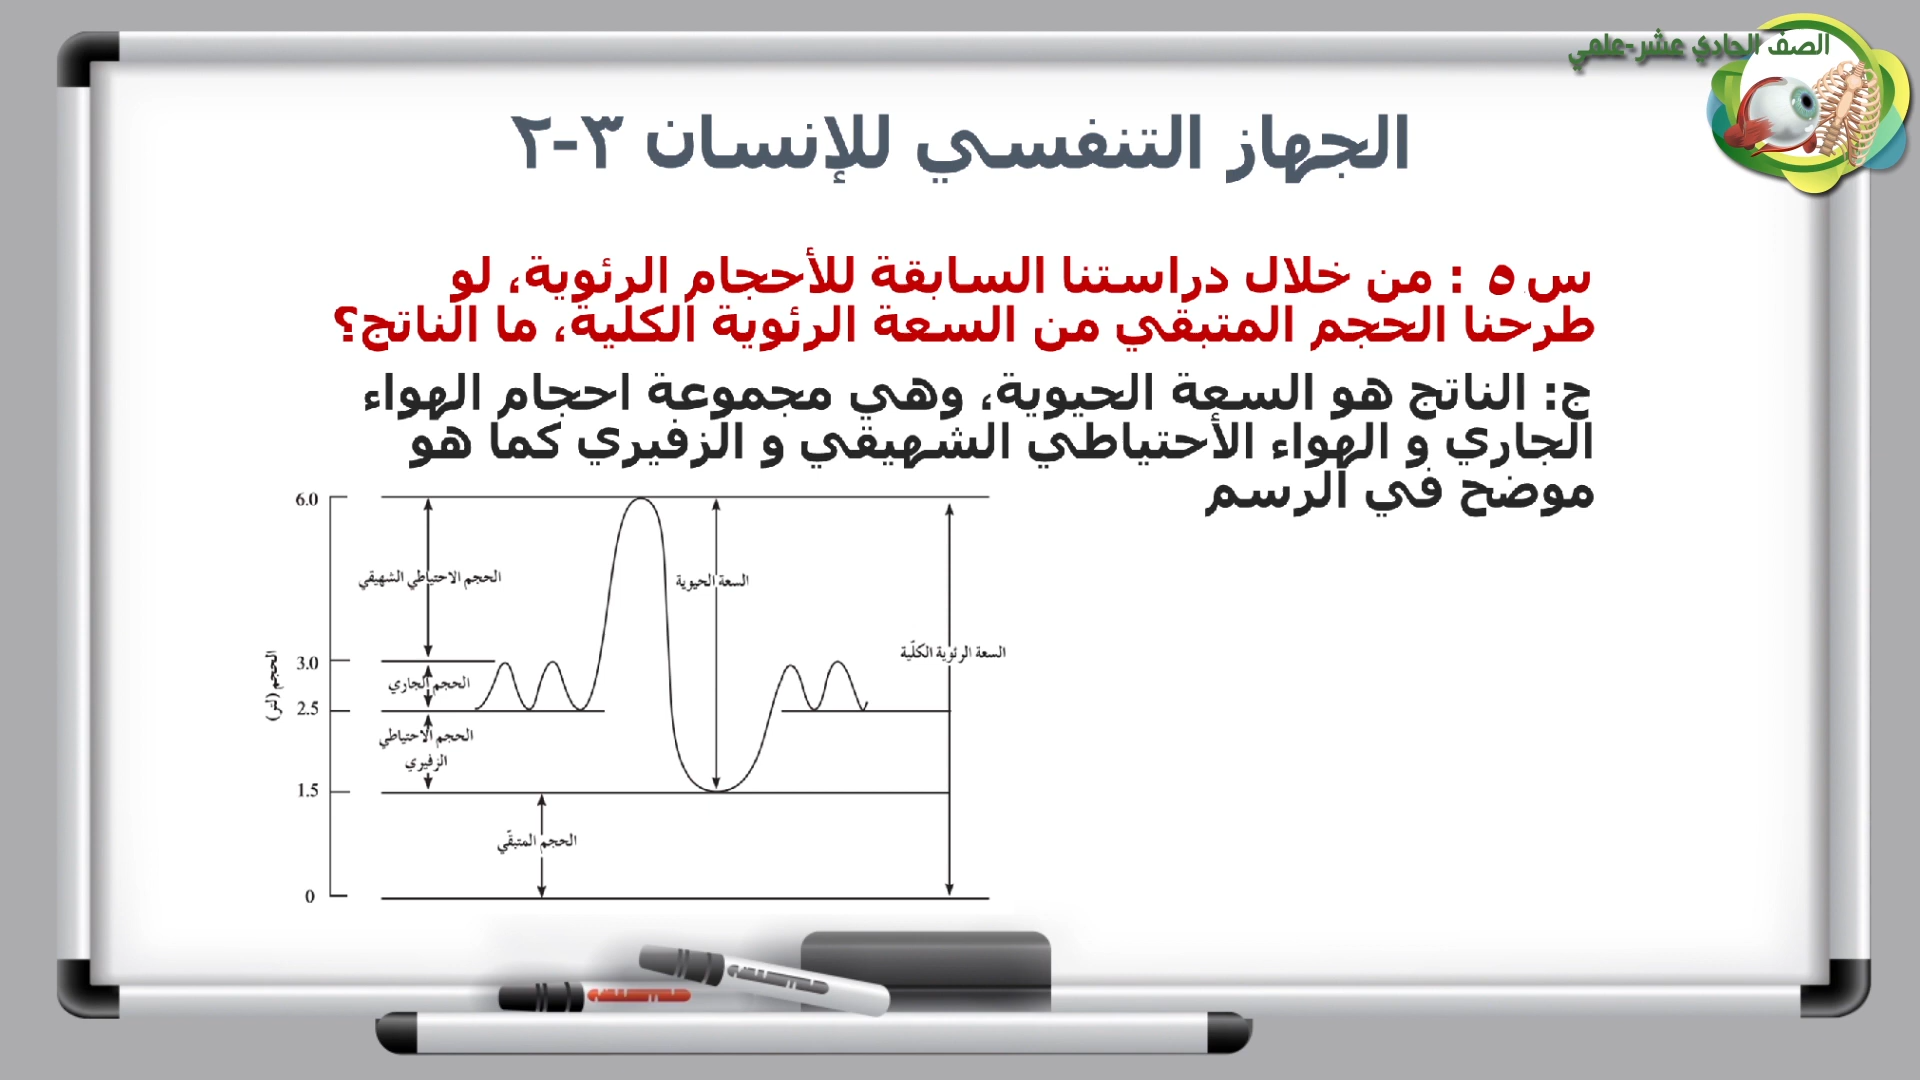 الصف الحادي عشر-علمي
الجهاز التنفسي للإنسان ٣-٢
س٥ : من خلال دراستنا السابقة للأحجام الرئوية، لو
طرحنا الحجم المتبقي من السعة الرئوية الكلية، ما الناتج؟
ج: الناتج هو السعة الحيوية، وهي مجموعة احجام الهواء
الجاري و الهواء الأحتياطي الشهيقي و الزفيري كما هو
موضح في الرسم
6.0
الحجم الاحتياطي الشهيقي
السعة الحيوية
السعة الرئوية الكلّية
الحجم (لتر)
3.0
الحجم الجاري
2.5
الحجم الاحتياطي
الزفيري
1.5
الحجم المتبقّي
0